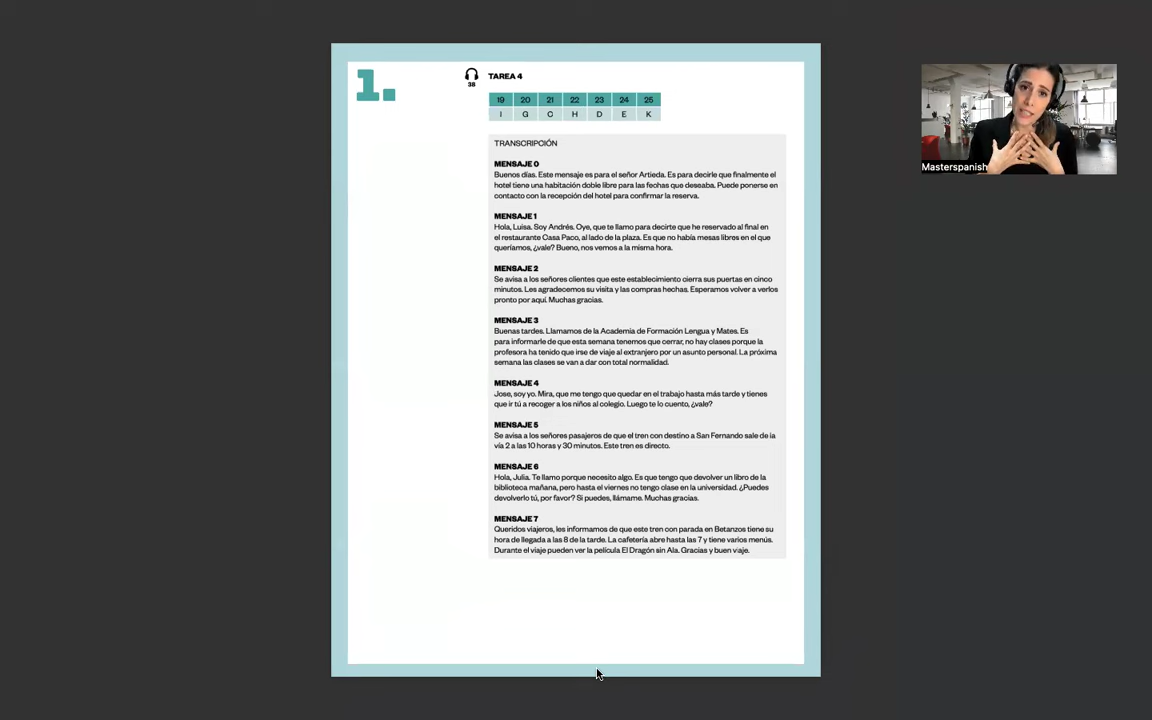 1.
38
TAREA 4
19 20 21 22 23 24 25
I G C H D E K
TRANSCRIPCIÓN
MENSAJE 0
Buenos días. Este mensaje es para el señor Artieda. Es para decirle que finalmente el
hotel tiene una habitación doble libre para las fechas que deseaba. Puede ponerse en
contacto con la recepción del hotel para confirmar la reserva.
MENSAJE 1
Hola, Luisa. Soy Andrés. Oye, que te llamo para decirte que he reservado al final en
el restaurante Casa Paco, al lado de la plaza. Es que no había mesas libres en el que
queríamos, ¿vale? Bueno, nos vemos a la misma hora.
MENSAJE 2
Se avisa a los señores clientes que este establecimiento cierra sus puertas en cinco
minutos. Les agradecemos su visita y las compras hechas. Esperamos volver a verlos
pronto por aquí. Muchas gracias.
MENSAJE 3
Buenas tardes. Llamamos de la Academia de Formación Lengua y Mates. Es
para informarle de que esta semana tenemos que cerrar, no hay clases porque la
profesora ha tenido que irse de viaje al extranjero por un asunto personal. La próxima
semana las clases se van a dar con total normalidad.
MENSAJE 4
Jose, soy yo. Mira, que me tengo que quedar en el trabajo hasta más tarde y tienes
que ir tú a recoger a los niños al colegio. Luego te lo cuento, ¿vale?
MENSAJE 5
Se avisa a los señores pasajeros de que el tren con destino a San Fernando sale de la
vía 2 a las 10 horas y 30 minutos. Este tren es directo.
MENSAJE 6
Hola, Julia. Te llamo porque necesito algo. Es que tengo que devolver un libro de la
biblioteca mañana, pero hasta el viernes no tengo clase en la universidad. ¿Puedes
devolverlo tú, por favor? Si puedes, llámame. Muchas gracias.
MENSAJE 7
Queridos viajeros, les informamos de que este tren con parada en Betanzos tiene su
hora de llegada a las 8 de la tarde. La cafetería abre hasta las 7 y tiene varios menús.
Durante el viaje pueden ver la película El Dragón sin Ala. Gracias y buen viaje.
Masterspanish